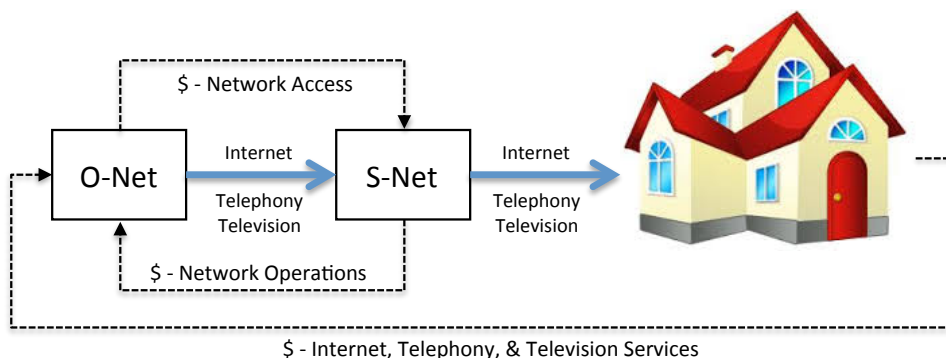 $ - Network Access
O-Net
Internet
Telephony
Television
S-Net
Internet
Telephony
Television
$ - Network Operations
$ - Internet, Telephony, & Television Services